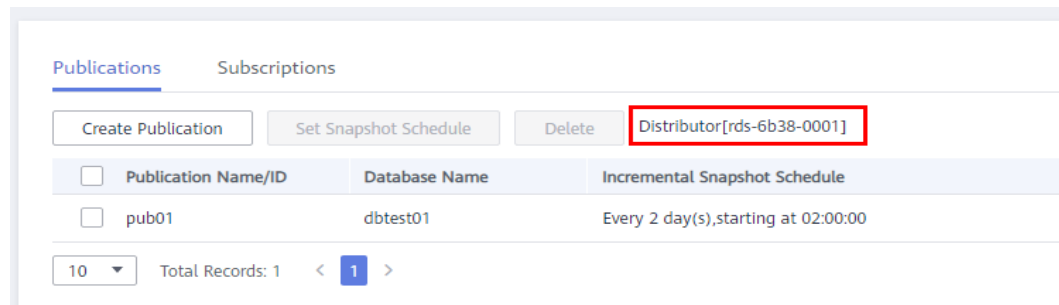 Publications Subscriptions
Create Publication Set Snapshot Schedule Delete Distributor[rds-6b38-0001]
Publication Name/ID Database Name Incremental Snapshot Schedule
pub01 dbtest01 Every 2 day(s),starting at 02:00:00
10 Total Records: 1 < 1 >